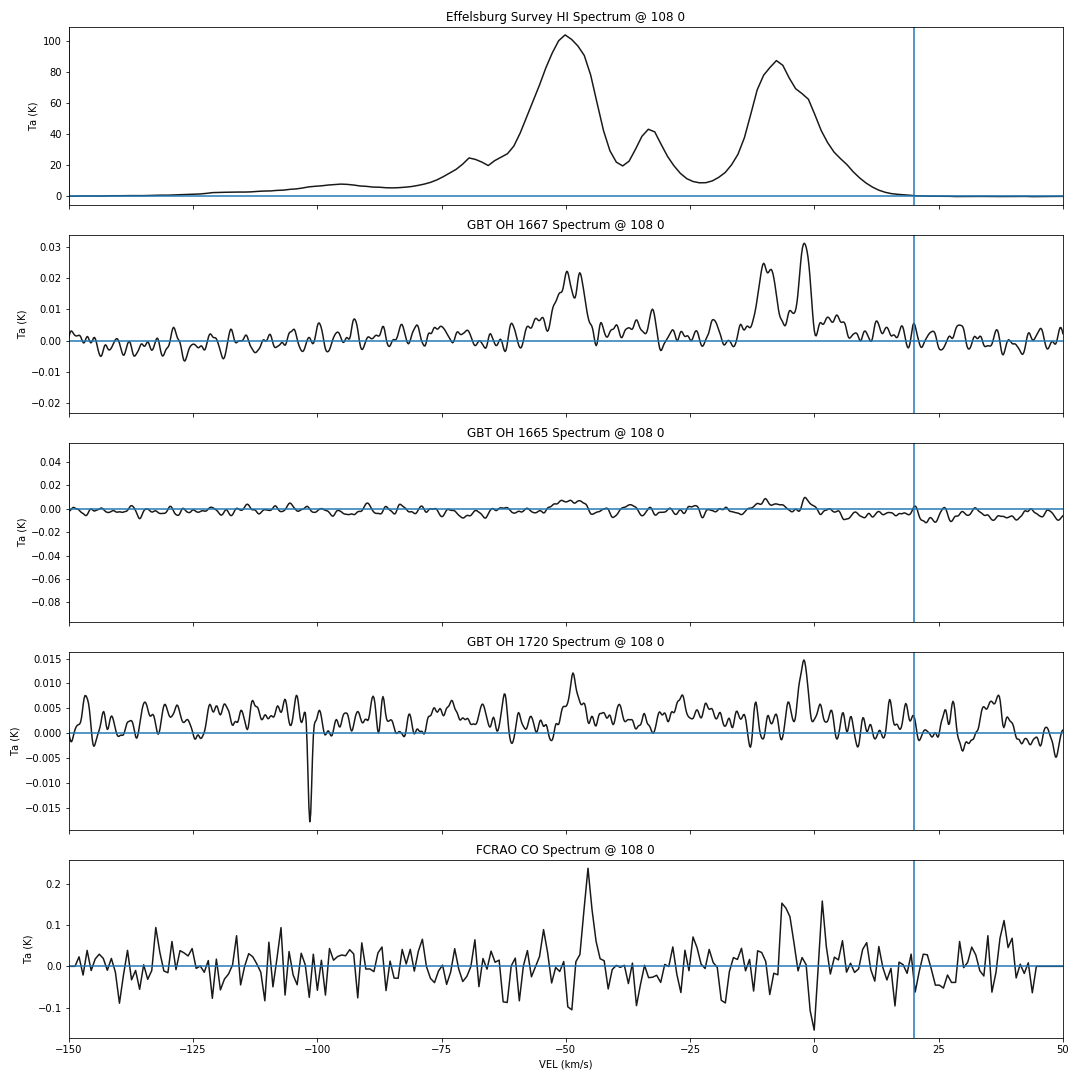 Effelsburg Survey HI Spectrum @ 108 0
100
80
60
40
20
0
Ta (K)
GBT OH 1667 Spectrum @ 108 0
0.03
0.02
0.01
0.00
−0.01
−0.02
Ta (K)
GBT OH 1665 Spectrum @ 108 0
0.04
0.02
0.00
−0.02
−0.04
−0.06
−0.08
Ta (K)
GBT OH 1720 Spectrum @ 108 0
0.015
0.010
0.005
0.000
−0.005
−0.010
−0.015
Ta (K)
FCRAO CO Spectrum @ 108 0
0.2
0.1
0.0
−0.1
Ta (K)
−150 −125 −100 −75 −50 −25 0 25 50
VEL (km/s)